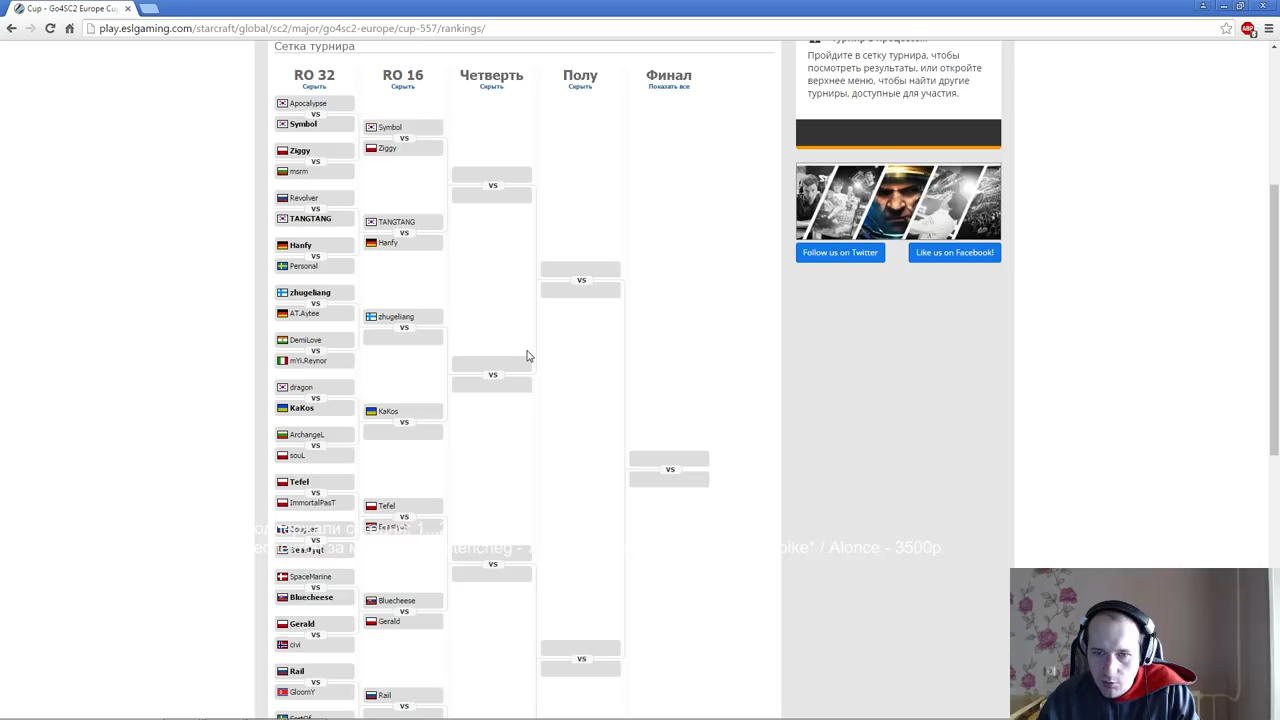 Cup - Go4SC2 Europe Cup
play.eslgaming.com/starcraft/global/sc2/major/go4sc2-europe/cup-557/rankings/
ABP
Сетка турнира
RO 32
Скрыть
RO 16
Скрыть
Четверть
Скрыть
Полу
Скрыть
Финал
Показать все
Apocalypse
VS
Symbol
Ziggy
VS
msrm
Revolver
VS
TANGTANG
Hanfy
VS
Personal
zhugeliang
VS
AT.Aytee
DemiLove
VS
mYi.Reynor
dragon
VS
KaKos
ArchangeL
VS
souL
Tefel
VS
ImmortalPasT
VS
SpaceMarine
VS
Bluecheese
Gerald
VS
civi
Rail
VS
GloomY
Symbol
VS
Ziggy
TANGTANG
VS
Hanfy
zhugeliang
VS
KaKos
VS
Tefel
VS
Bluecheese
VS
Gerald
Rail
VS
VS
VS
VS
VS
VS
VS
Пройдите в сетку турнира, чтобы
посмотреть результаты, или откройте
верхнее меню, чтобы найти другие
турниры, доступные для участия.
Follow us on Twitter
Like us on Facebook!
pike* / Alonce - 3500р